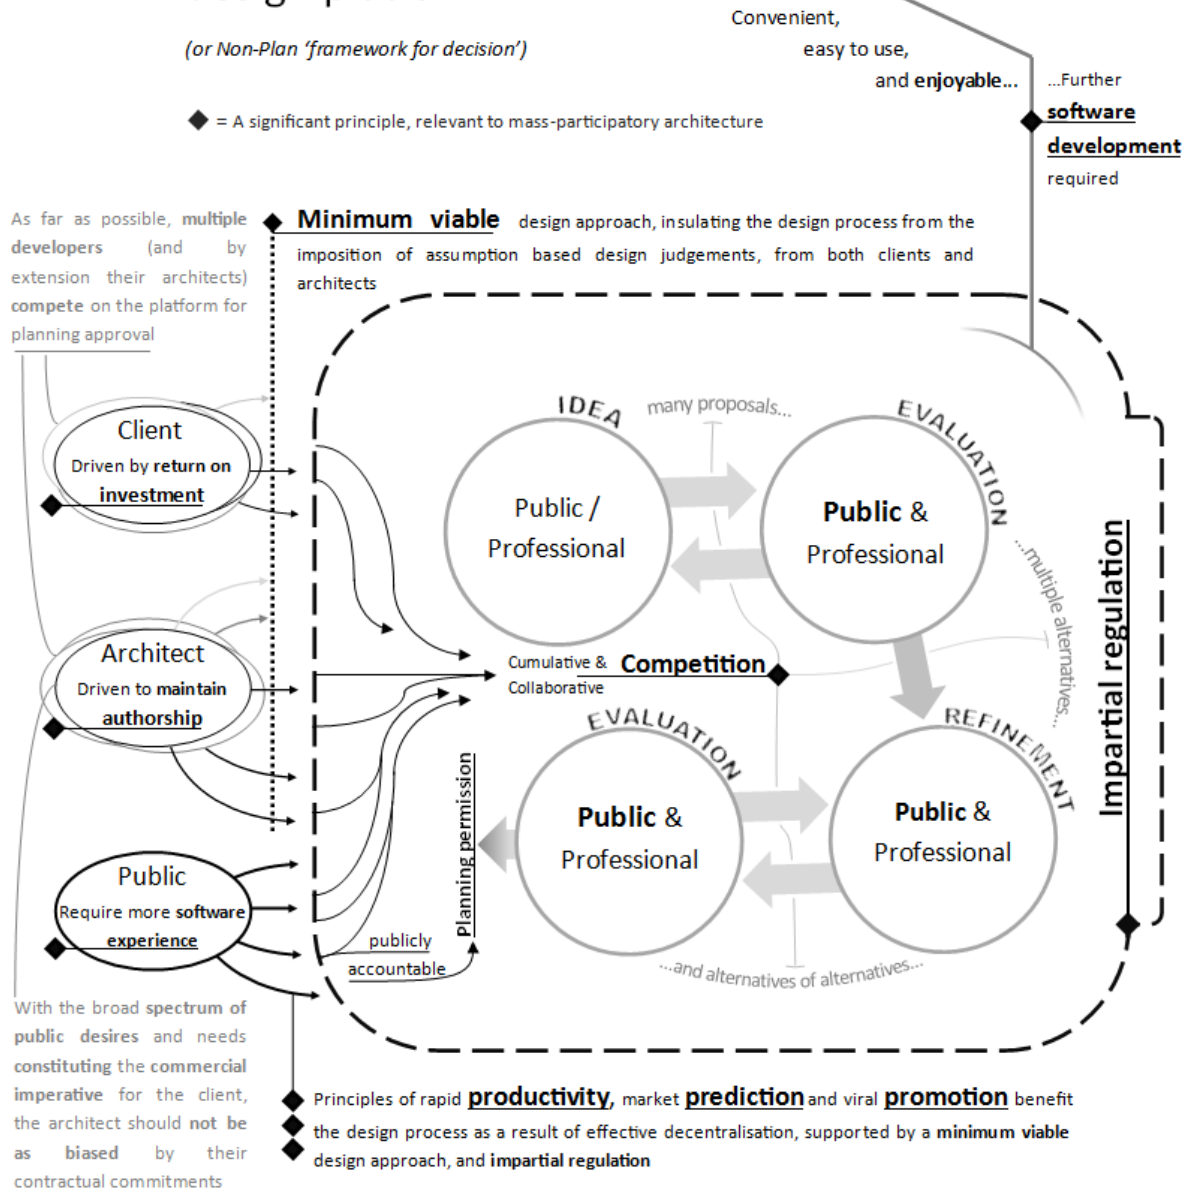 (or Non-Plan ‘framework for decision’)
Convenient,
easy to use,
and enjoyable...
...Further
software
development
required
= A significant principle, relevant to mass-participatory architecture
As far as possible, multiple
developers (and by
extension their architects)
compete on the platform for
planning approval
Minimum viable design approach, insulating the design process from the
imposition of assumption based design judgements, from both clients and
architects
Client
Driven by return on
investment
Architect
Driven to maintain
authorship
Public
Require more software
experience
IDEA
many proposals...
EVALUATION
Public /
Professional
Public &
Professional
...multiple alternatives...
Impartial regulation
Cumulative &
Collaborative
Competition
EVALUATION
REFINEMENT
Public &
Professional
Public &
Professional
Planning permission
publicly
accountable
...and alternatives of alternatives...
With the broad spectrum of
public desires and needs
constituting the commercial
imperative for the client,
the architect should not be
as biased by their
contractual commitments
Principles of rapid productivity, market prediction and viral promotion benefit
the design process as a result of effective decentralisation, supported by a minimum viable
design approach, and impartial regulation